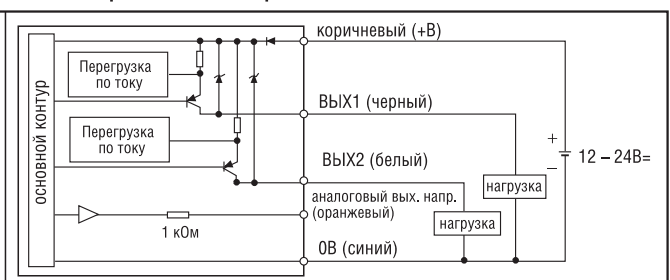 коричневый (+В)
Перегрузка
по току
ВЫХ1 (черный)
Перегрузка
по току
основной контур
ВЫХ2 (белый)
+
12 – 24В=
–
нагрузка
аналоговый вых. напр.
(оранжевый)
нагрузка
1 кОм
0В (синий)